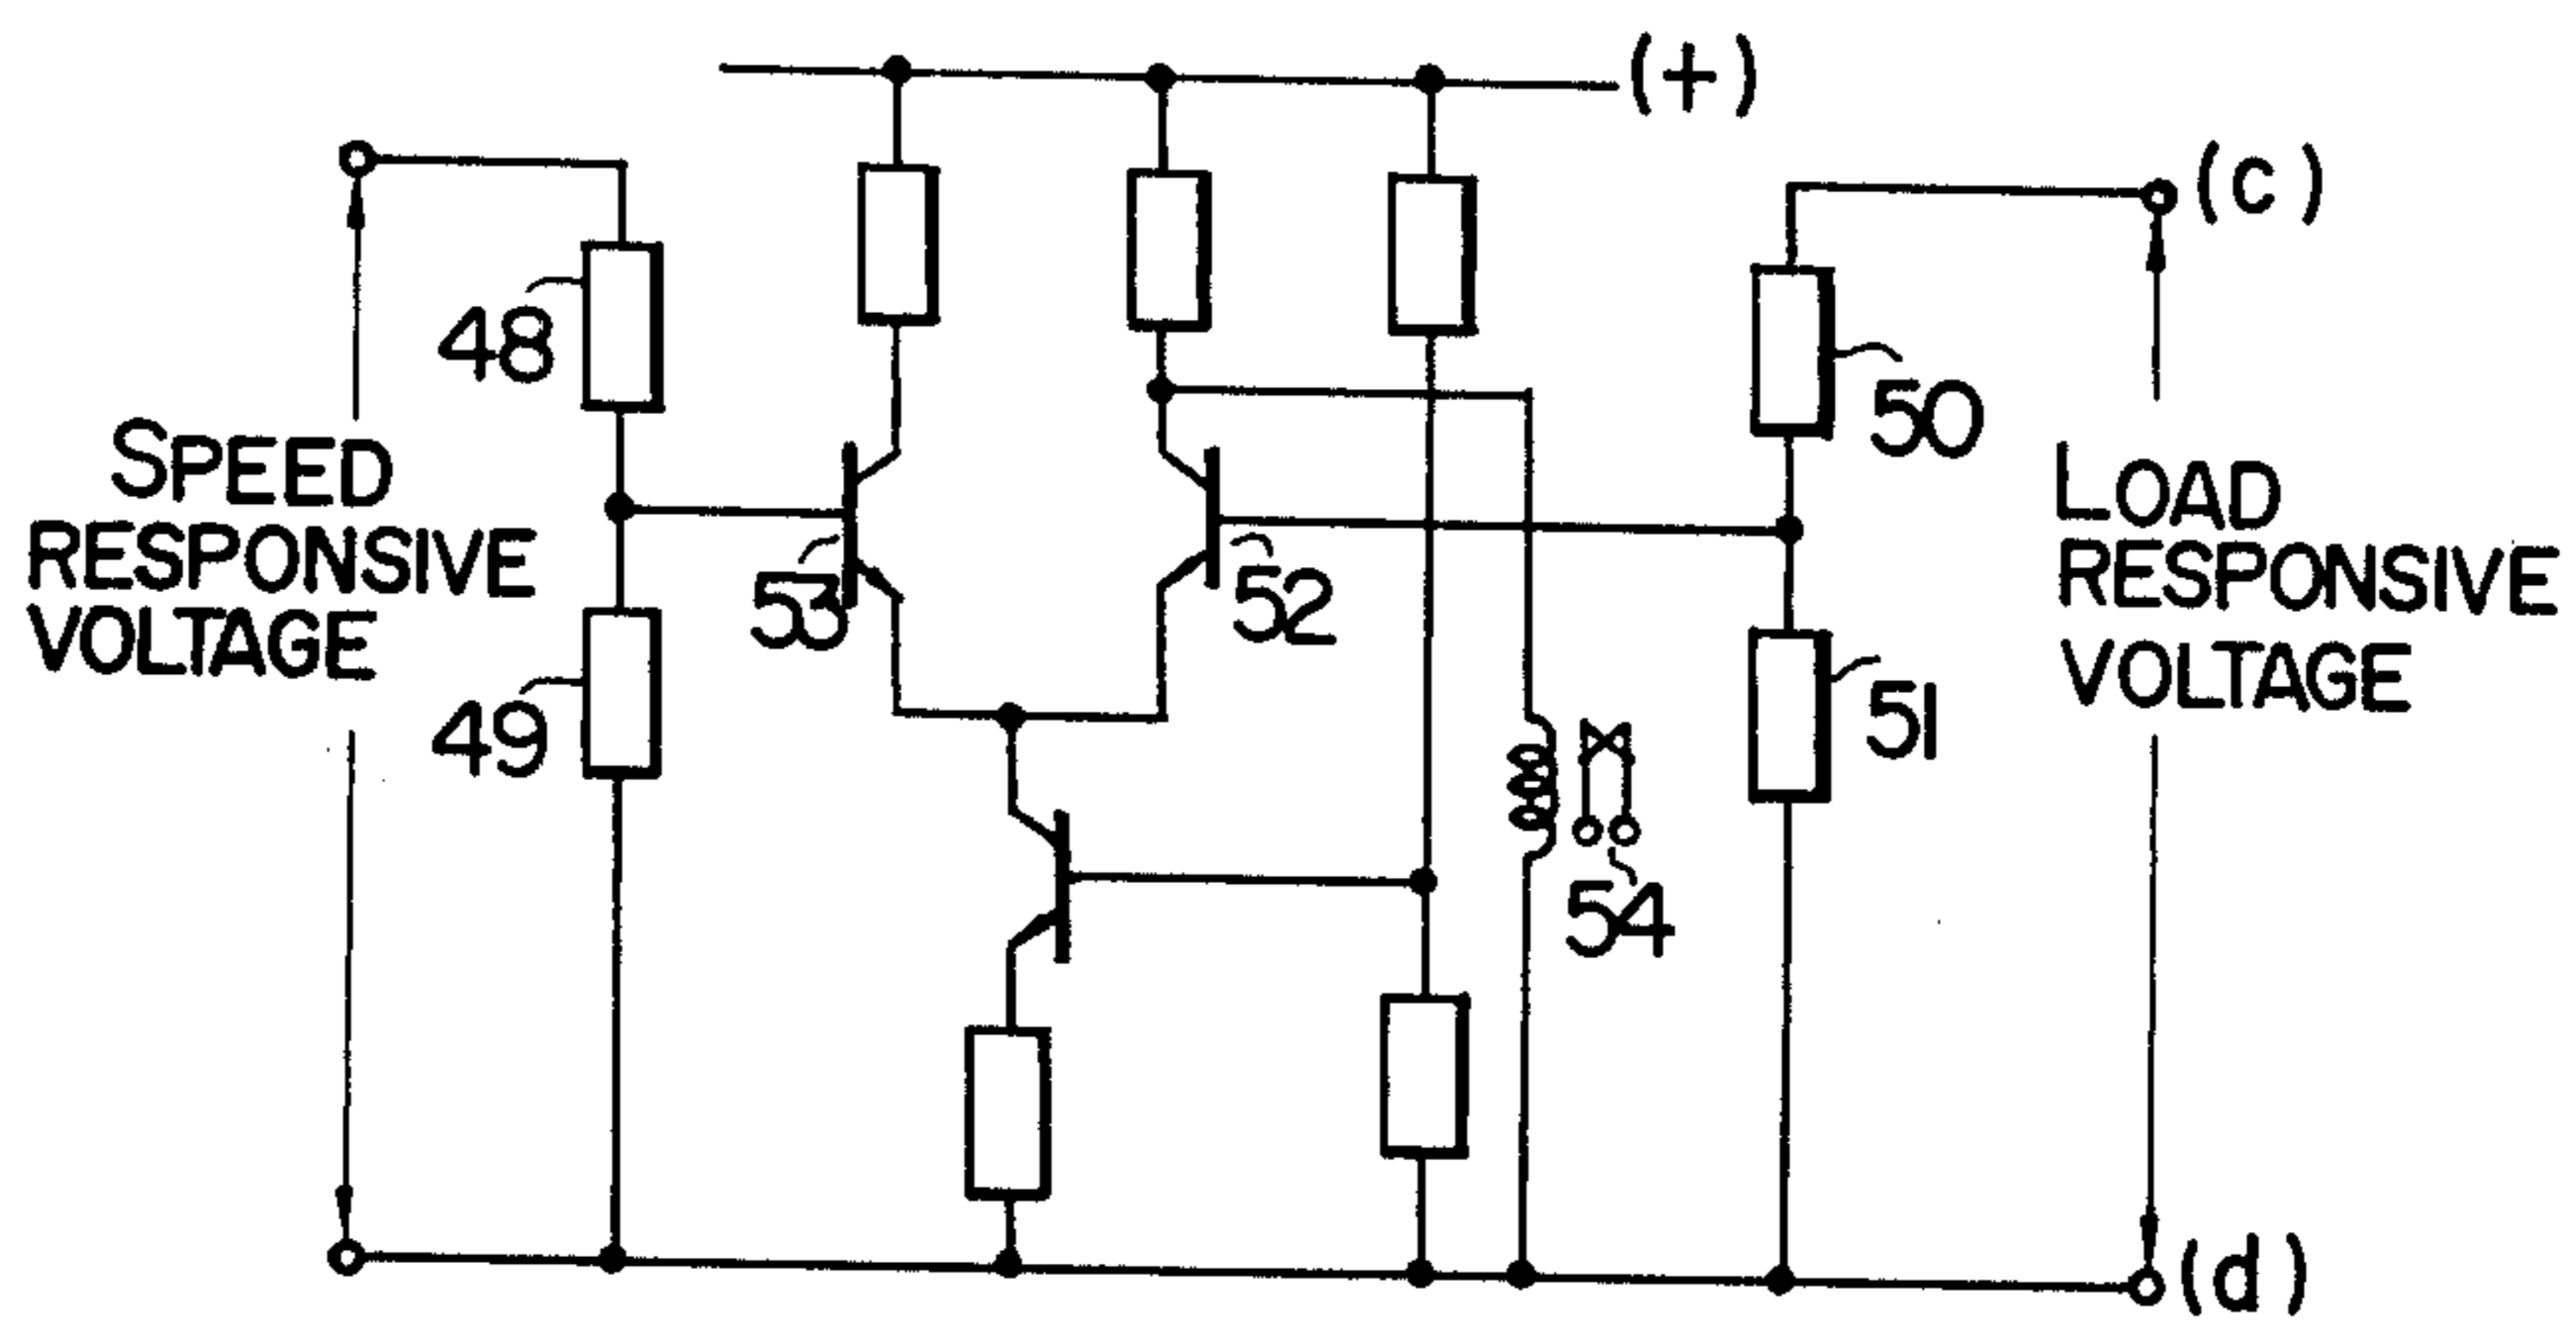 (+)
(c)
48
50
SPEED
RESPONSIVE
VOLTAGE
LOAD
RESPONSIVE
VOLTAGE
53
52
49
51
54
(d)